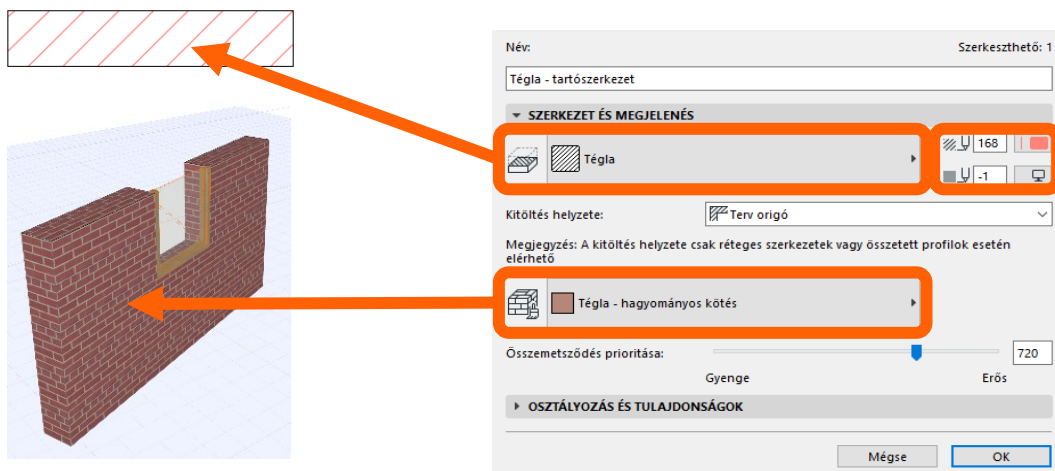 Név: Szerkeszthető: 1
Tégla - tartószerkezet
SZERKEZET ÉS MEGJELENÉS
Tégla
168
-1
Kitöltés helyzete: Terv origó
Megjegyzés: A kitöltés helyzete csak réteges szerkezetek vagy összetett profilok esetén
elérhető
Tégla - hagyományos kötés
Összemetsződés prioritása: 720
Gyenge Erős
OSZTÁLYOZÁS ÉS TULAJDONSÁGOK
Mégse OK